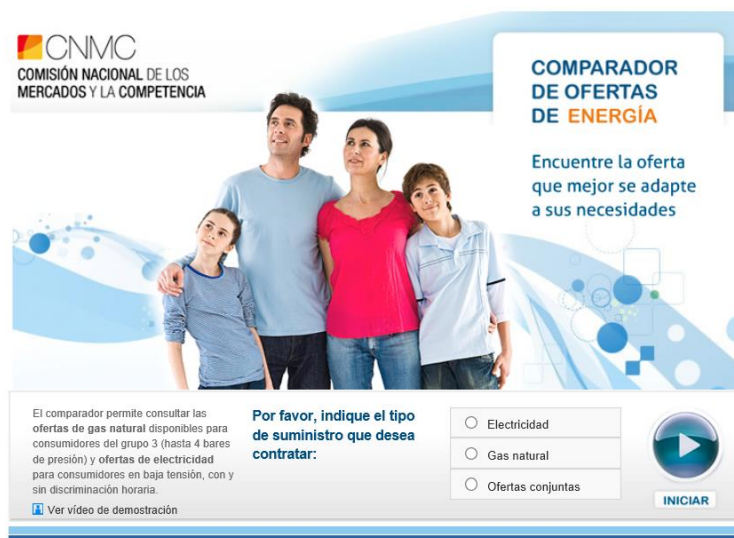 CNMC
COMISIÓN NACIONAL DE LOS
MERCADOS Y LA COMPETENCIA
COMPARADOR
DE OFERTAS
DE ENERGÍA
Encuentre la oferta
que mejor se adapte
a sus necesidades
El comparador permite consultar las
ofertas de gas natural disponibles para
consumidores del grupo 3 (hasta 4 bares
de presión) y ofertas de electricidad
para consumidores en baja tensión, con y
sin discriminación horaria.
Ver vídeo de demostración
Por favor, indique el tipo
de suministro que desea
contratar:
Electricidad
Gas natural
Ofertas conjuntas
INICIAR